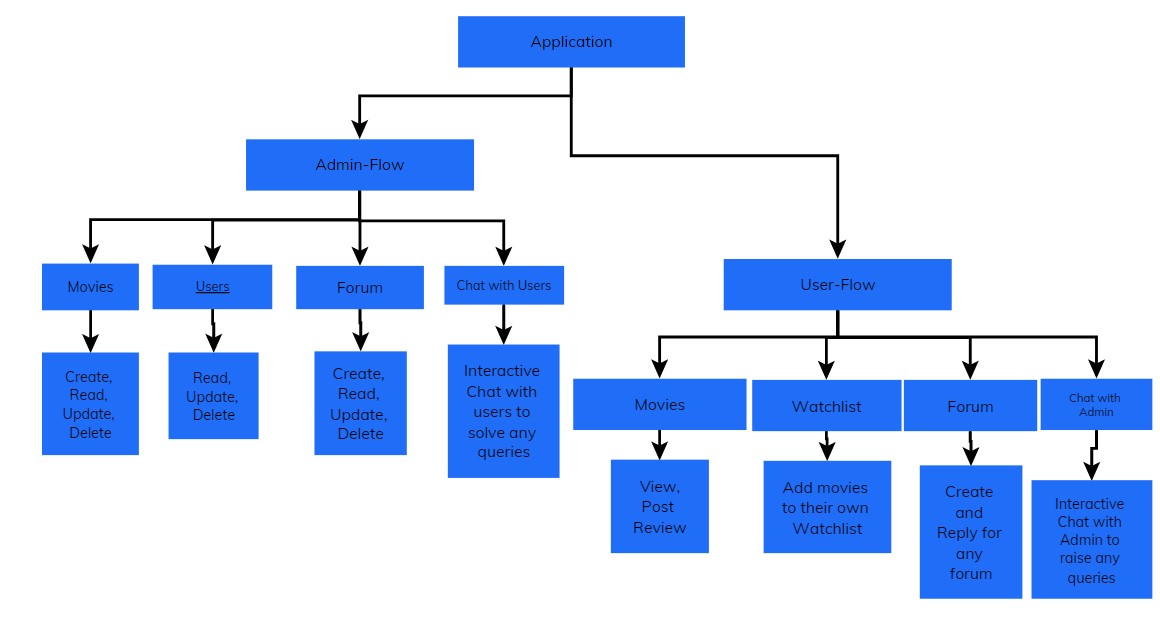 Application
Admin-Flow
Movies
Users
Forum
Chat with Users
Create,
Read,
Update,
Delete
Read,
Update,
Delete
Create,
Read,
Update,
Delete
Interactive
Chat with
users to
solve any
queries
User-Flow
Movies
Watchlist
Forum
Chat with
Admin
View,
Post
Review
Add movies
to their own
Watchlist
Create
and
Reply for
any
forum
Interactive
Chat with
Admin to
raise any
queries